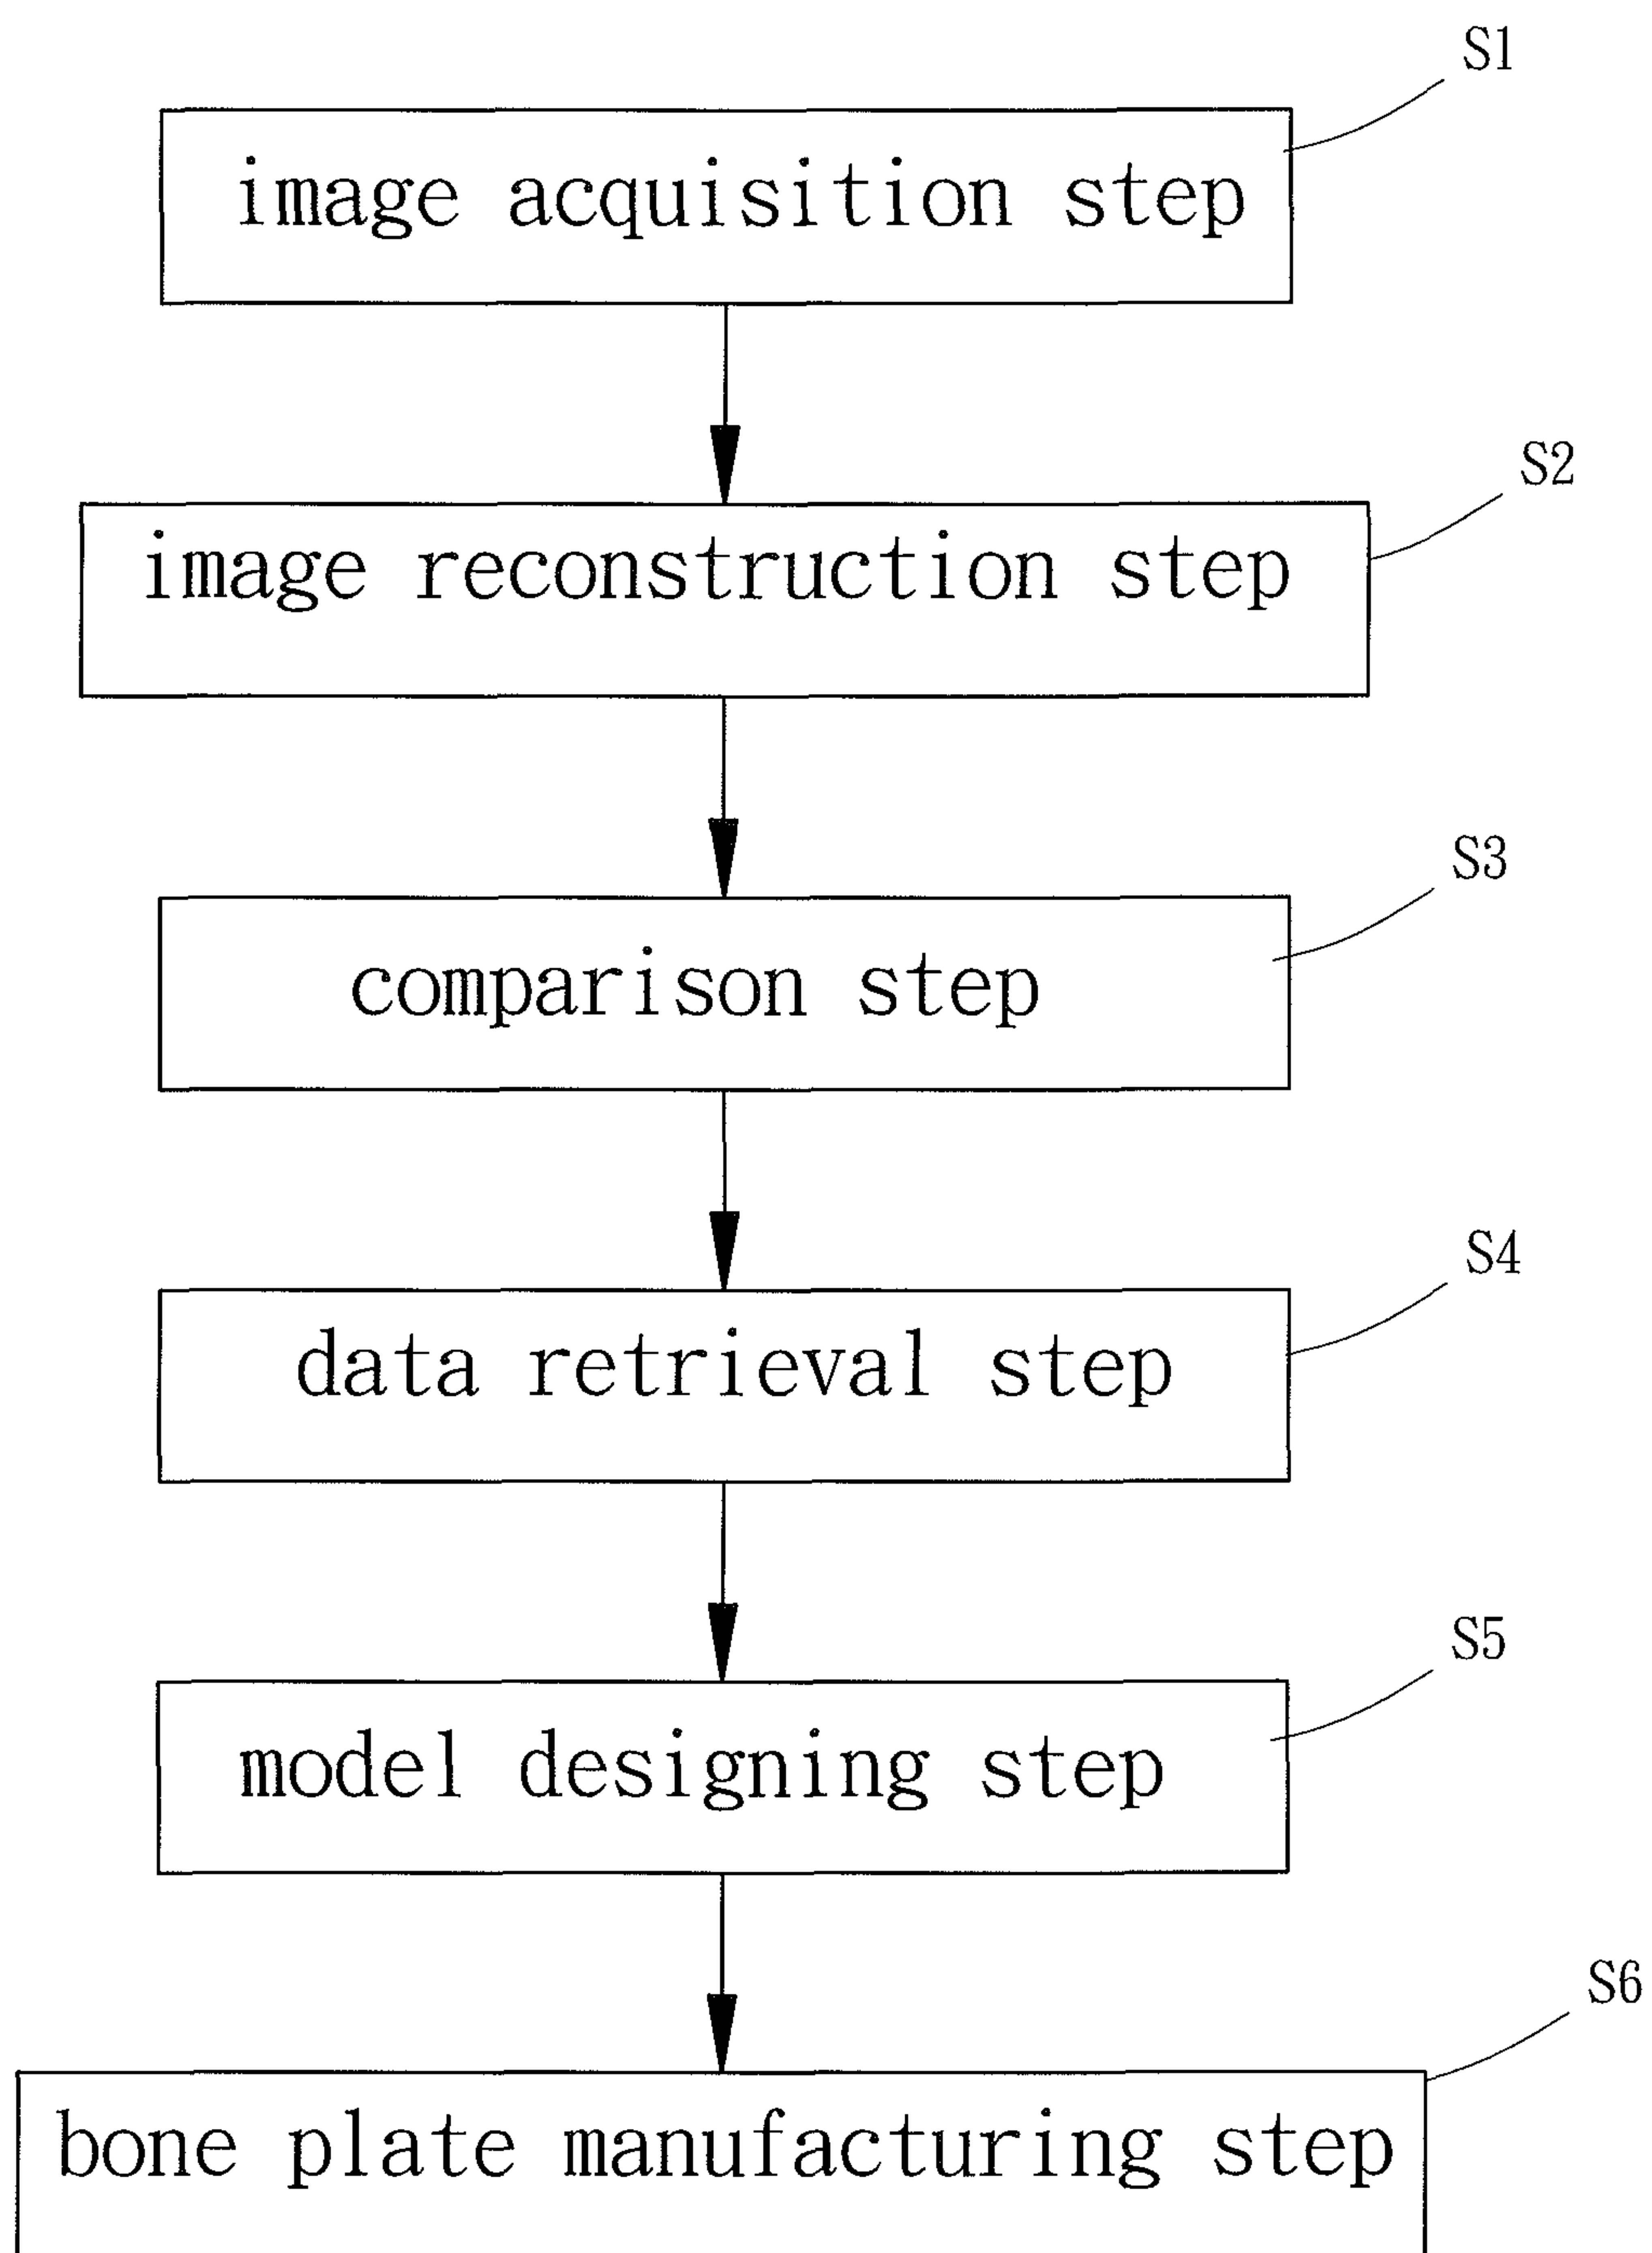 S1
image acquisition step
S2
image reconstruction step
S3
comparison step
S4
data retrieval step
S5
model designing step
S6
bone plate manufacturing step